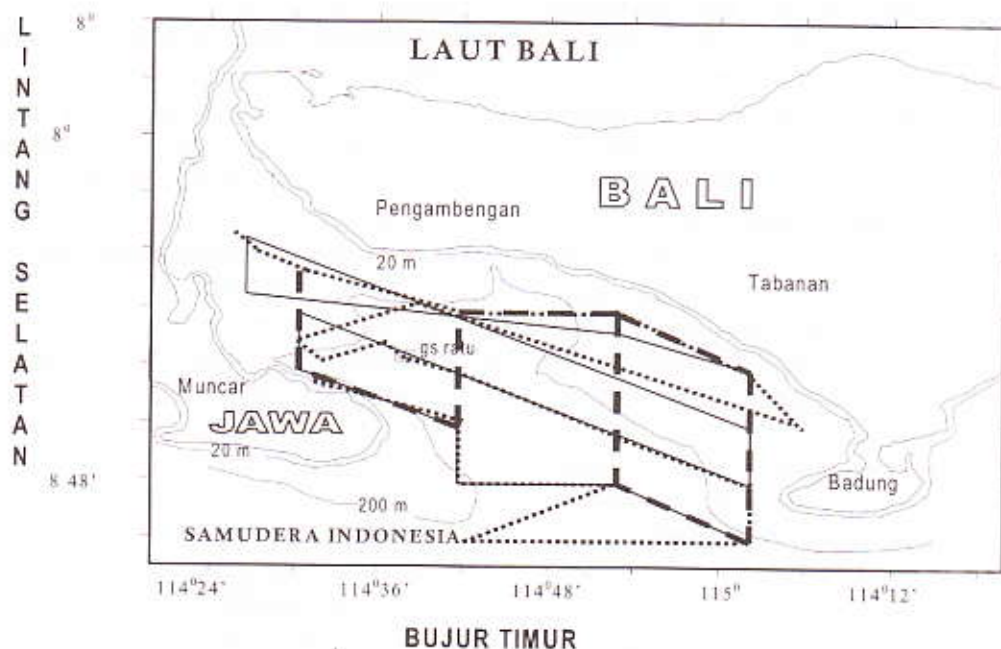 LINTANG SELATAN
8°
LAUT BALI
8°
BALI
Pengambengan
20 m
Tabanan
gs ratu
Muncar
JAWA
20 m
8 48'
Badung
200 m
SAMUDERA INDONESIA
114°24'
114°36'
114°48'
115°
114°12'
BUJUR TIMUR